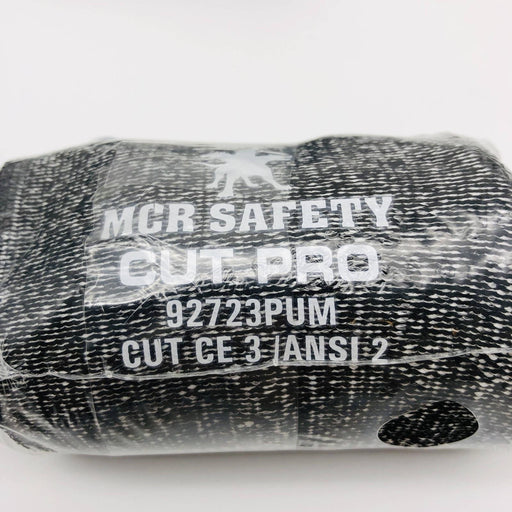 MCR SAFETY
CUT PRO
92723PUM
CUT CE 3 /ANSI 2